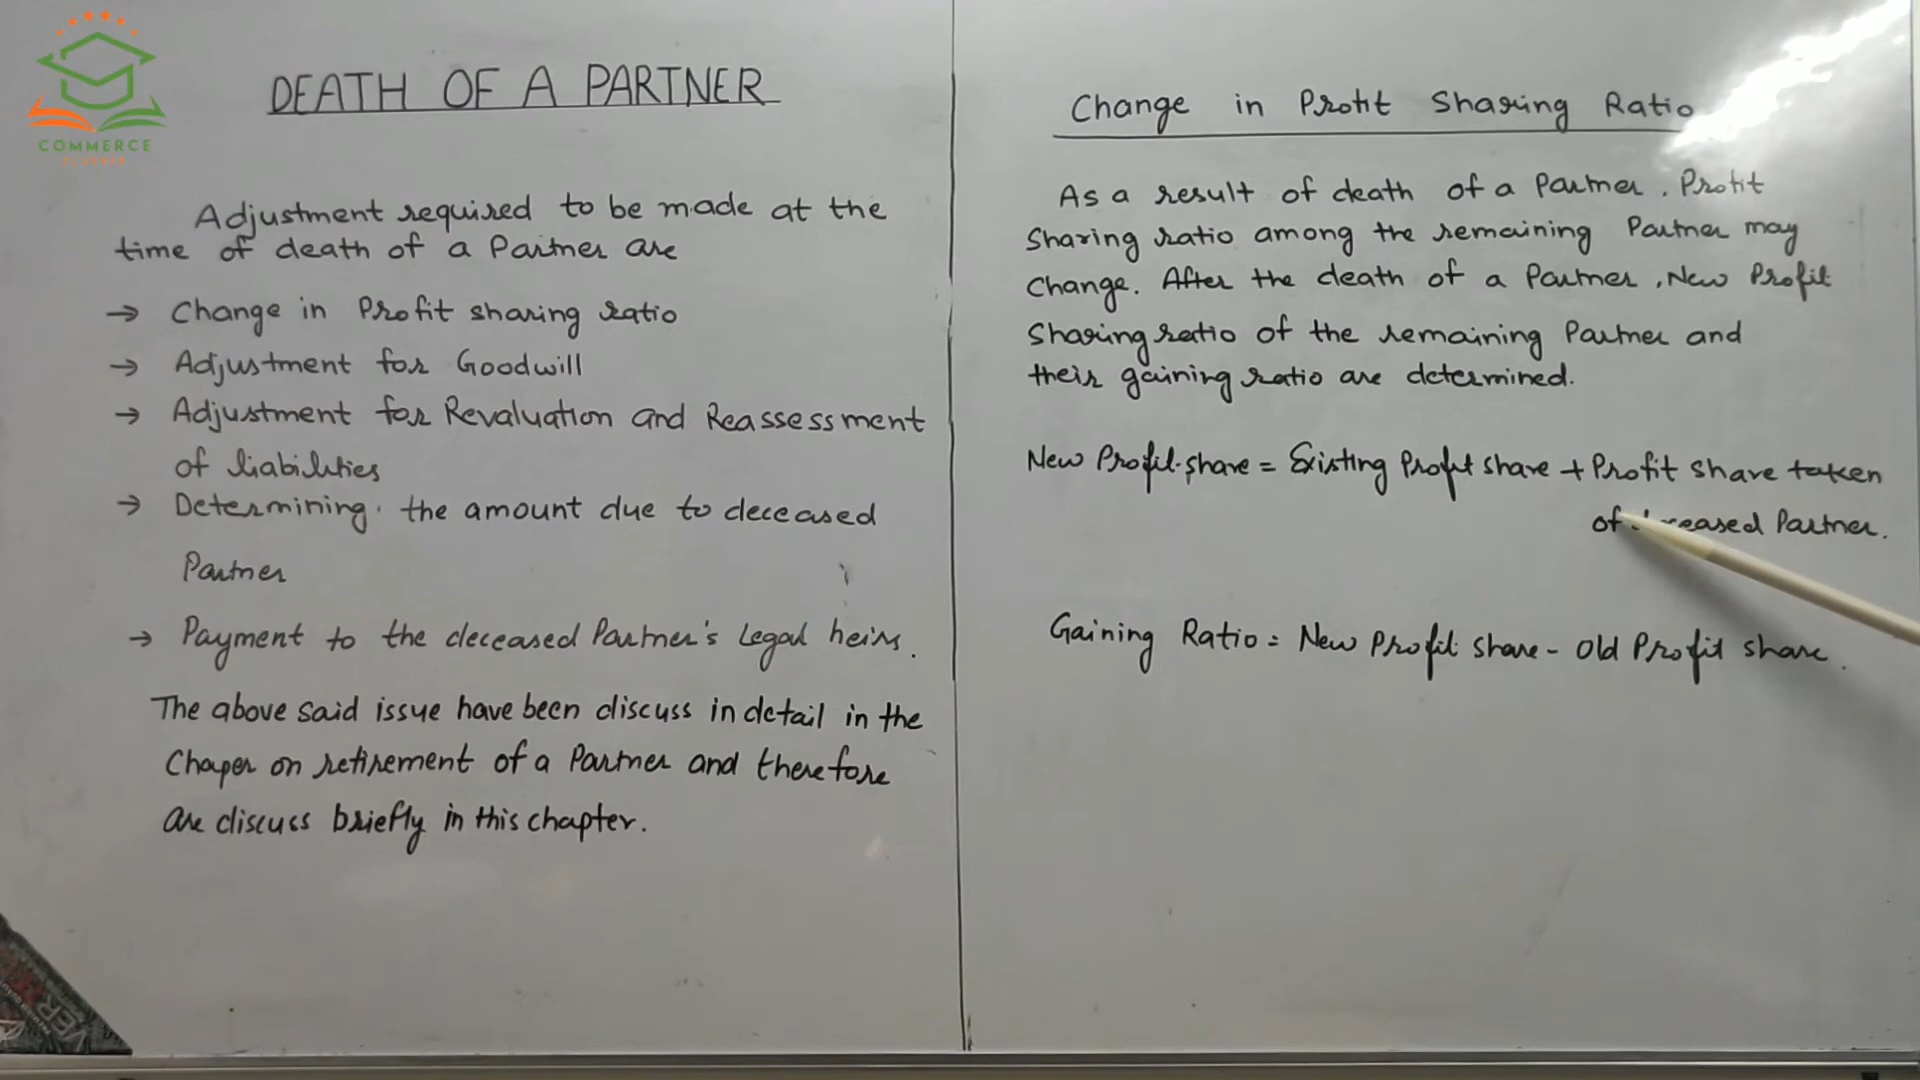 COMMERCE
CLASSES
DEATH OF A PARTNER
Adjustment required to be made at the
time of death of a Partner are
→ Change in Profit sharing ratio
→ Adjustment for Goodwill
→ Adjustment for Revaluation and Reassessment
of liabilities
→ Determining the amount due to deceased
Partner
→ Payment to the deceased Partner's Legal heirs.
The above said issue have been discuss in detail in the
Chaper on retirement of a Partner and therefore
are discuss briefly in this chapter.
Change in Profit Sharing Ratio
As a result of death of a Partner, Profit
Sharing ratio among the remaining Partner may
Change. After the death of a Partner, New Profit
Sharing ratio of the remaining Partner and
their gaining ratio are determined.
New Profit share = Existing Profit share + Profit share taken
of deceased Partner.
Gaining Ratio = New Profit share - Old Profit share.